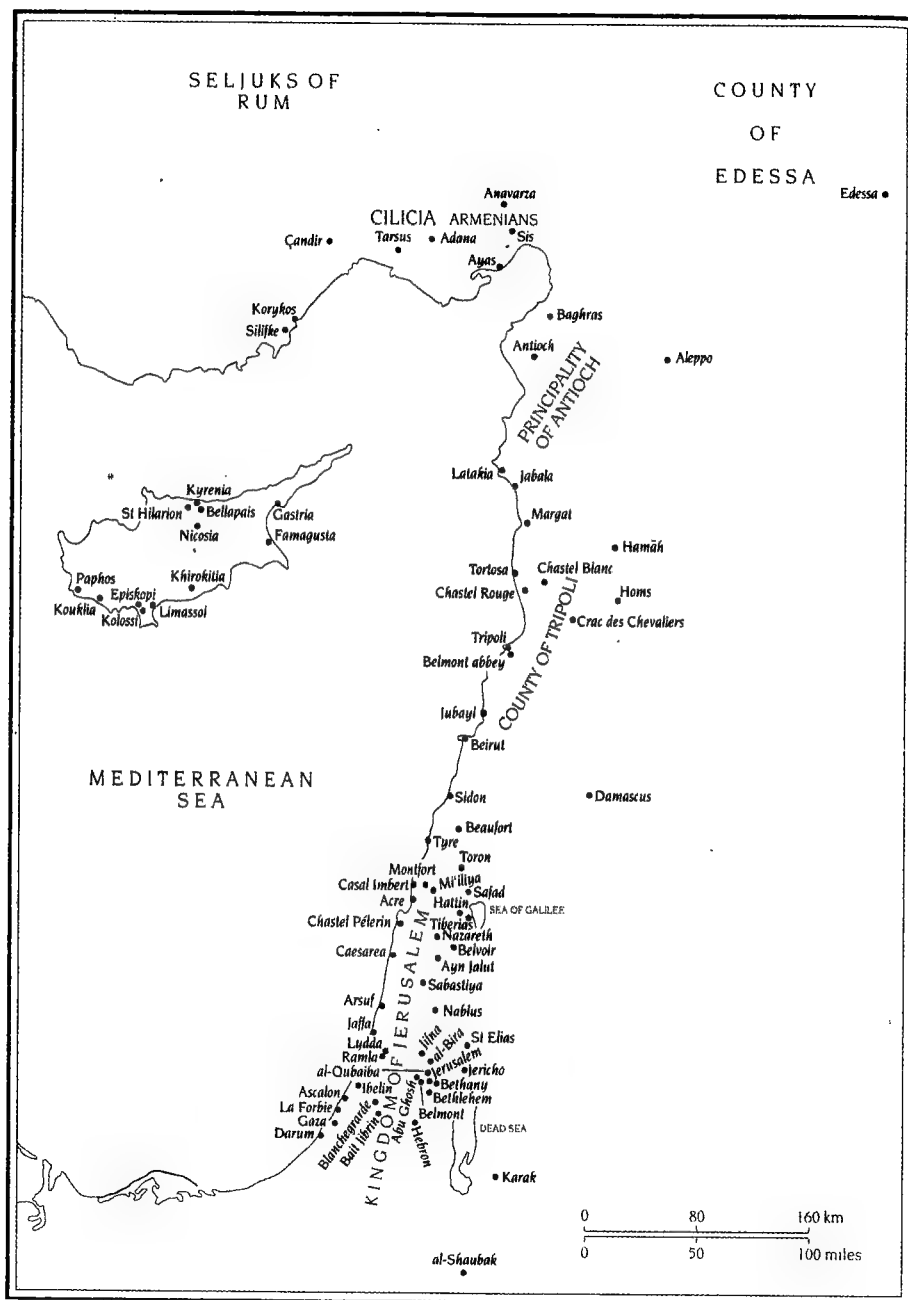 SELJUKS OF
RUM
COUNTY
OF
EDESSA
Edessa
Anavarza
CILICIA ARMENIANS
Sis
Çandir
Tarsus
Adana
Ayas
Korykos
Silifke
Baghras
Antioch
Aleppo
PRINCIPALITY
OF ANTIOCH
Latakia
Jabala
Margat
Kyrenia
St Hilarion
Bellapais
Gastria
Nicosia
Famagusta
Hamāh
Tortosa
Chastel Blanc
Chastel Rouge
Homs
Paphos
Khirokitia
Episkopi
Kouklia
Kolossi
Limassol
Crac des Chevaliers
Tripoli
Belmont abbey
COUNTY OF TRIPOLI
Jubayl
Beirut
MEDITERRANEAN
SEA
Sidon
Damascus
Beaufort
Tyre
Toron
Montfort
Casal Imbert
Mi'iliya
Safad
Acre
Hattin
SEA OF GALILEE
Chastel Pélerin
Tiberias
Nazareth
Belvoir
Caesarea
Ayn Jalut
Sabastiya
KINGDOM OF JERUSALEM
Arsuf
Nablus
Jaffa
Lydda
Jifna
al-Bira
St Elias
Ramla
Jerusalem
al-Qubaiba
Jericho
Ibelin
Bethany
Ascalon
Bethlehem
La Forbie
Blanchegrarde
Abu Ghosh
Belmont
Gaza
Bait Jibrin
Hebron
DEAD SEA
Darum
Karak
0 80 160 km
0 50 100 miles
al-Shaubak